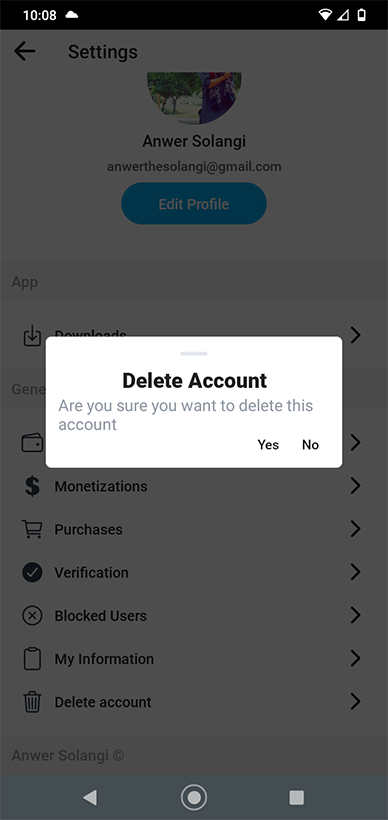 10:08
Settings
Anwer Solangi
anwerthesolangi@gmail.com
Edit Profile
App
Downloads
Gene
Delete Account
Are you sure you want to delete this
account
Yes No
Monetizations
Purchases
Verification
Blocked Users
My Information
Delete account
Anwer Solangi ©